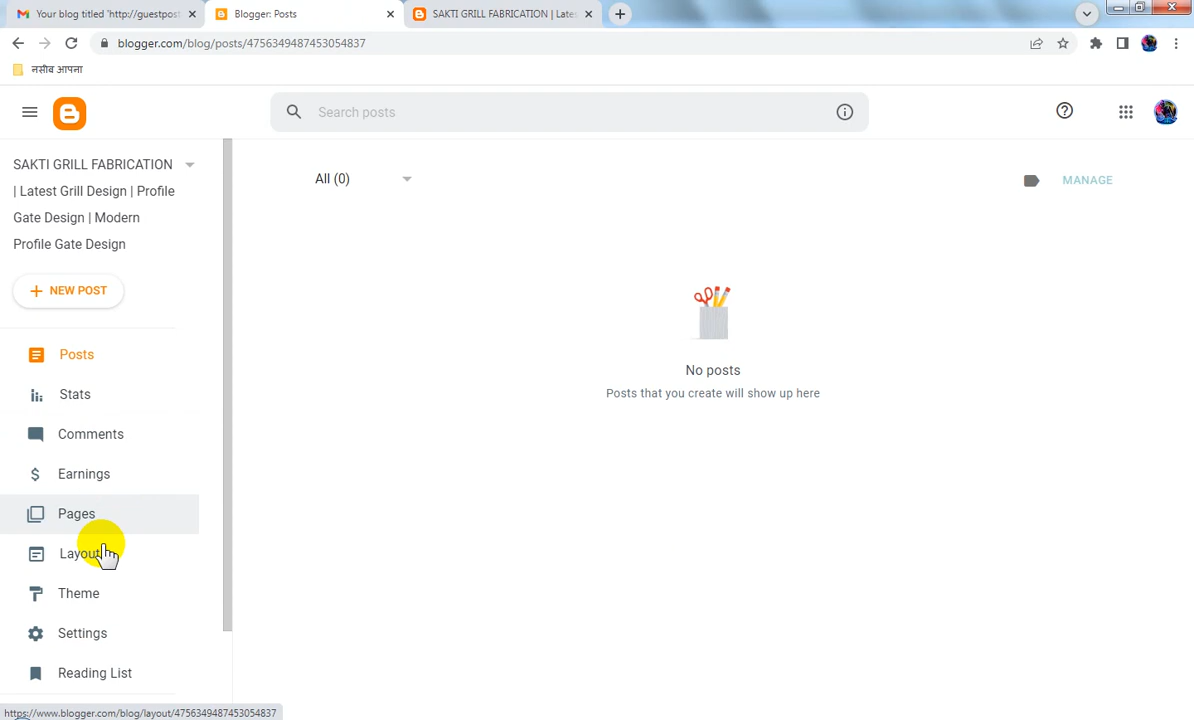 Your blog titled 'http://guestpost
Blogger: Posts
SAKTI GRILL FABRICATION | Lates
blogger.com/blog/posts/4756349487453054837
नसीब आपना
Search posts
SAKTI GRILL FABRICATION
| Latest Grill Design | Profile
Gate Design | Modern
Profile Gate Design
All (0)
MANAGE
+ NEW POST
Posts
Stats
Comments
Earnings
Pages
Layout
Theme
Settings
Reading List
No posts
Posts that you create will show up here
https://www.blogger.com/blog/layout/4756349487453054837